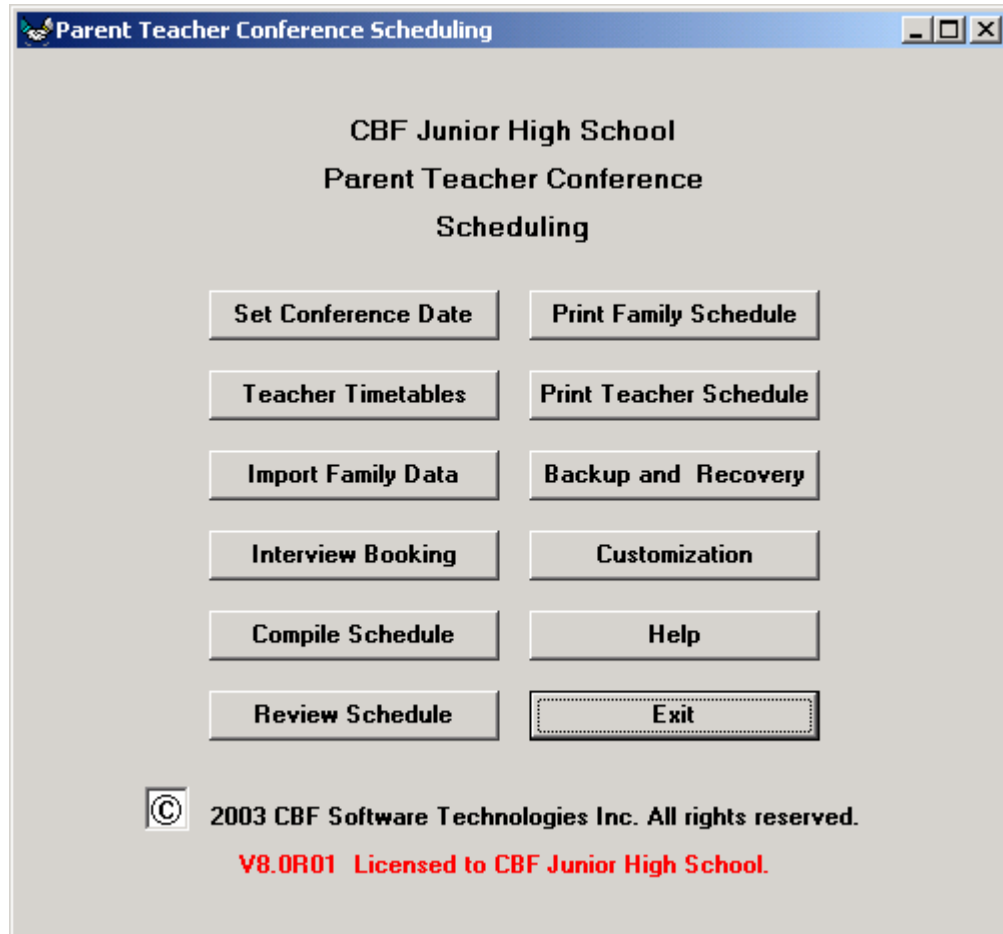 Parent Teacher Conference Scheduling
CBF Junior High School
Parent Teacher Conference
Scheduling
Set Conference Date
Print Family Schedule
Teacher Timetables
Print Teacher Schedule
Import Family Data
Backup and  Recovery
Interview Booking
Customization
Compile Schedule
Help
Review Schedule
Exit
© 2003 CBF Software Technologies Inc. All rights reserved.
V8.0R01  Licensed to CBF Junior High School.